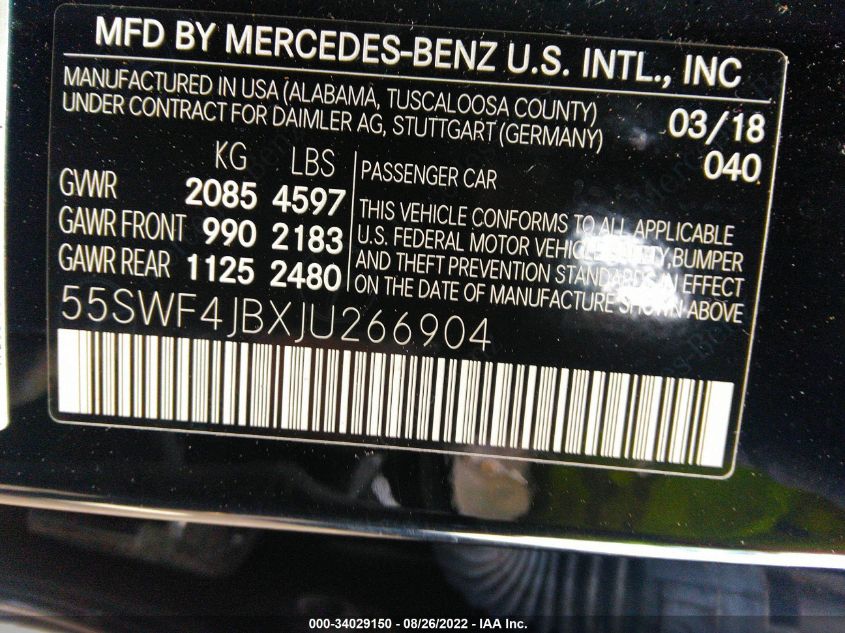 MFD BY MERCEDES-BENZ U.S. INTL., INC
MANUFACTURED IN USA (ALABAMA, TUSCALOOSA COUNTY)
UNDER CONTRACT FOR DAIMLER AG, STUTTGART (GERMANY)
03/18
040
KG LBS
GVWR 2085 4597
GAWR FRONT 990 2183
GAWR REAR 1125 2480
PASSENGER CAR
THIS VEHICLE CONFORMS TO ALL APPLICABLE
U.S. FEDERAL MOTOR VEHICLE SAFETY, BUMPER
AND THEFT PREVENTION STANDARDS IN EFFECT
ON THE DATE OF MANUFACTURE SHOWN ABOVE
55SWF4JBXJU266904
000-34029150 - 08/26/2022 - IAA Inc.